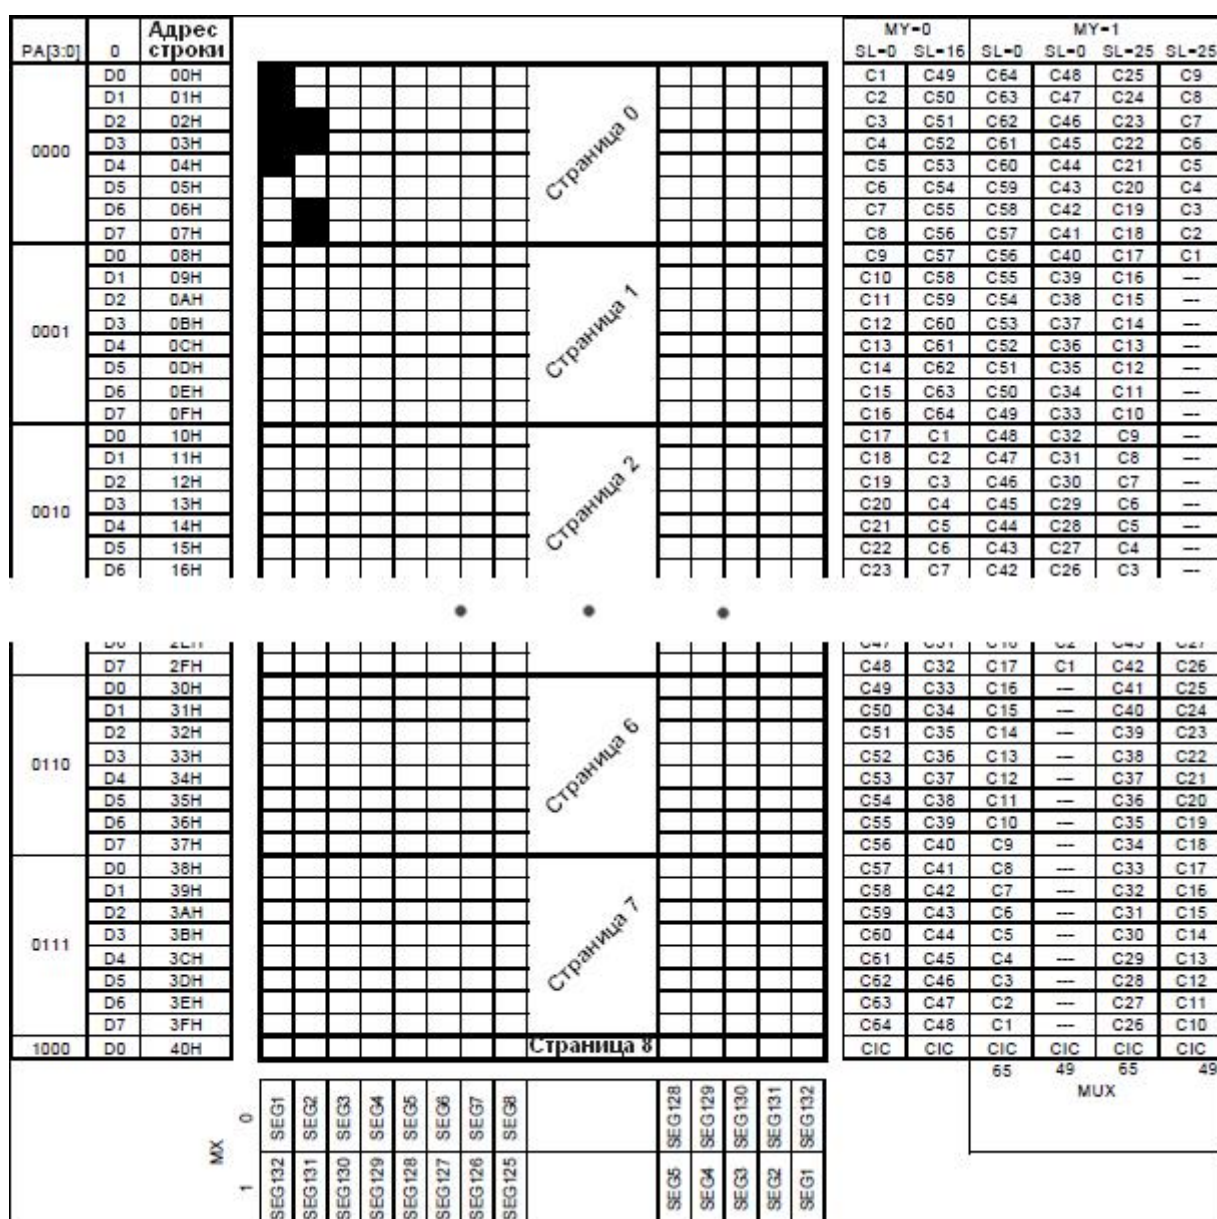 Адрес MY=0 MY=1
PA[3:0] 0 строки SL=0 SL=16 SL=0 SL=0 SL=25 SL=25
D0 00H C1 C49 C64 C48 C25 C9
D1 01H C2 C50 C63 C47 C24 C8
D2 02H C3 C51 C62 C46 C23 C7
0000 D3 03H Страница 0 C4 C52 C61 C45 C22 C6
D4 04H C5 C53 C60 C44 C21 C5
D5 05H C6 C54 C59 C43 C20 C4
D6 06H C7 C55 C58 C42 C19 C3
D7 07H C8 C56 C57 C41 C18 C2
D0 08H C9 C57 C56 C40 C17 C1
D1 09H C10 C58 C55 C39 C16 ---
D2 0AH C11 C59 C54 C38 C15 ---
0001 D3 0BH Страница 1 C12 C60 C53 C37 C14 ---
D4 0CH C13 C61 C52 C36 C13 ---
D5 0DH C14 C62 C51 C35 C12 ---
D6 0EH C15 C63 C50 C34 C11 ---
D7 0FH C16 C64 C49 C33 C10 ---
D0 10H C17 C1 C48 C32 C9 ---
D1 11H C18 C2 C47 C31 C8 ---
D2 12H C19 C3 C46 C30 C7 ---
0010 D3 13H Страница 2 C20 C4 C45 C29 C6 ---
D4 14H C21 C5 C44 C28 C5 ---
D5 15H C22 C6 C43 C27 C4 ---
D6 16H C23 C7 C42 C26 C3 ---
D7 2FH C48 C32 C17 C1 C42 C26
D0 30H C49 C33 C16 --- C41 C25
D1 31H C50 C34 C15 --- C40 C24
D2 32H C51 C35 C14 --- C39 C23
0110 D3 33H Страница 6 C52 C36 C13 --- C38 C22
D4 34H C53 C37 C12 --- C37 C21
D5 35H C54 C38 C11 --- C36 C20
D6 36H C55 C39 C10 --- C35 C19
D7 37H C56 C40 C9 --- C34 C18
D0 38H C57 C41 C8 --- C33 C17
D1 39H C58 C42 C7 --- C32 C16
D2 3AH C59 C43 C6 --- C31 C15
0111 D3 3BH Страница 7 C60 C44 C5 --- C30 C14
D4 3CH C61 C45 C4 --- C29 C13
D5 3DH C62 C46 C3 --- C28 C12
D6 3EH C63 C47 C2 --- C27 C11
D7 3FH C64 C48 C1 --- C26 C10
1000 D0 40H Страница 8 CIC CIC CIC CIC CIC CIC
65 49 65 49
MUX
MX
0 SEG1 SEG2 SEG3 SEG4 SEG5 SEG6 SEG7 SEG8 SEG128 SEG129 SEG130 SEG131 SEG132
1 SEG132 SEG131 SEG130 SEG129 SEG128 SEG127 SEG126 SEG125 SEG5 SEG4 SEG3 SEG2 SEG1